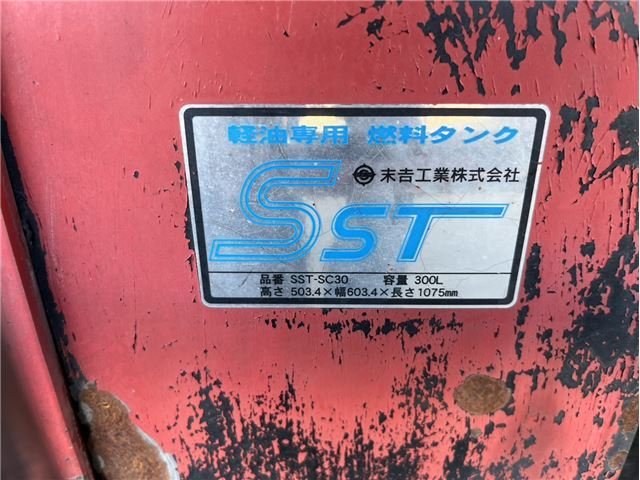 軽油専用 燃料タンク
末吉工業株式会社
SST
品番 SST-SC30 容量 300L
高さ 503.4×幅603.4×長さ1075mm